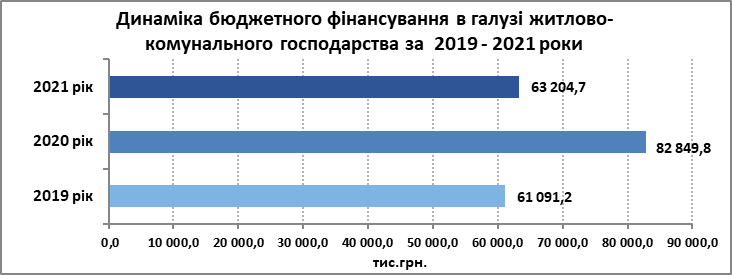 Динаміка бюджетного фінансування в галузі житлово-
комунального господарства за 2019 - 2021 роки
2021 рік
63 204,7
2020 рік
82 849,8
2019 рік
61 091,2
0,0 10 000,0 20 000,0 30 000,0 40 000,0 50 000,0 60 000,0 70 000,0 80 000,0 90 000,0
тис.грн.